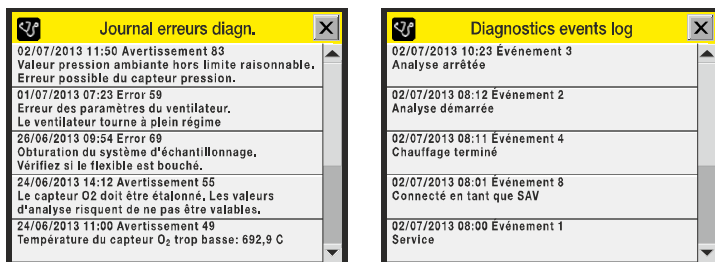 Journal erreurs diagn.
02/07/2013 11:50 Avertissement 83
Valeur pression ambiante hors limite raisonnable.
Erreur possible du capteur pression.
01/07/2013 07:23 Error 59
Erreur des paramètres du ventilateur.
Le ventilateur tourne à plein régime
26/06/2013 09:54 Error 69
Obturation du système d'échantillonnage.
Vérifiez si le flexible est bouché.
24/06/2013 14:12 Avertissement 55
Le capteur O2 doit être étalonné, Les valeurs
d'analyse risquent de ne pas être valables.
24/06/2013 11:00 Avertissement 49
Température du capteur O₂ trop basse: 692,9 C
Diagnostics events log
02/07/2013 10:23 Événement 3
Analyse arrêtée
02/07/2013 08:12 Événement 2
Analyse démarrée
02/07/2013 08:11 Événement 4
Chauffage terminé
02/07/2013 08:01 Événement 8
Connecté en tant que SAV
02/07/2013 08:00 Événement 1
Service